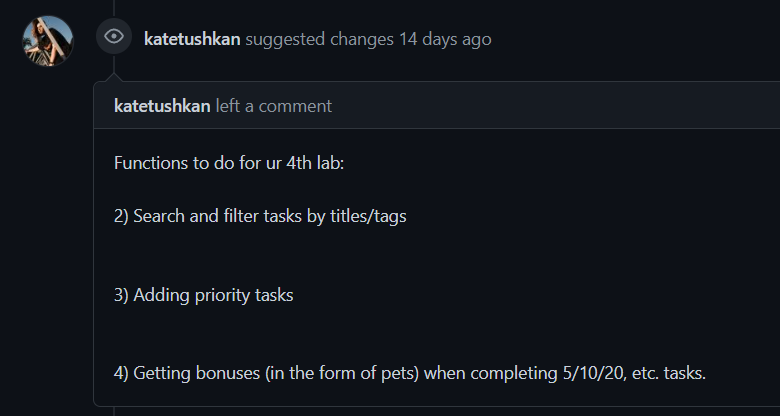 katetushkan suggested changes 14 days ago
katetushkan left a comment
Functions to do for ur 4th lab:
2) Search and filter tasks by titles/tags
3) Adding priority tasks
4) Getting bonuses (in the form of pets) when completing 5/10/20, etc. tasks.